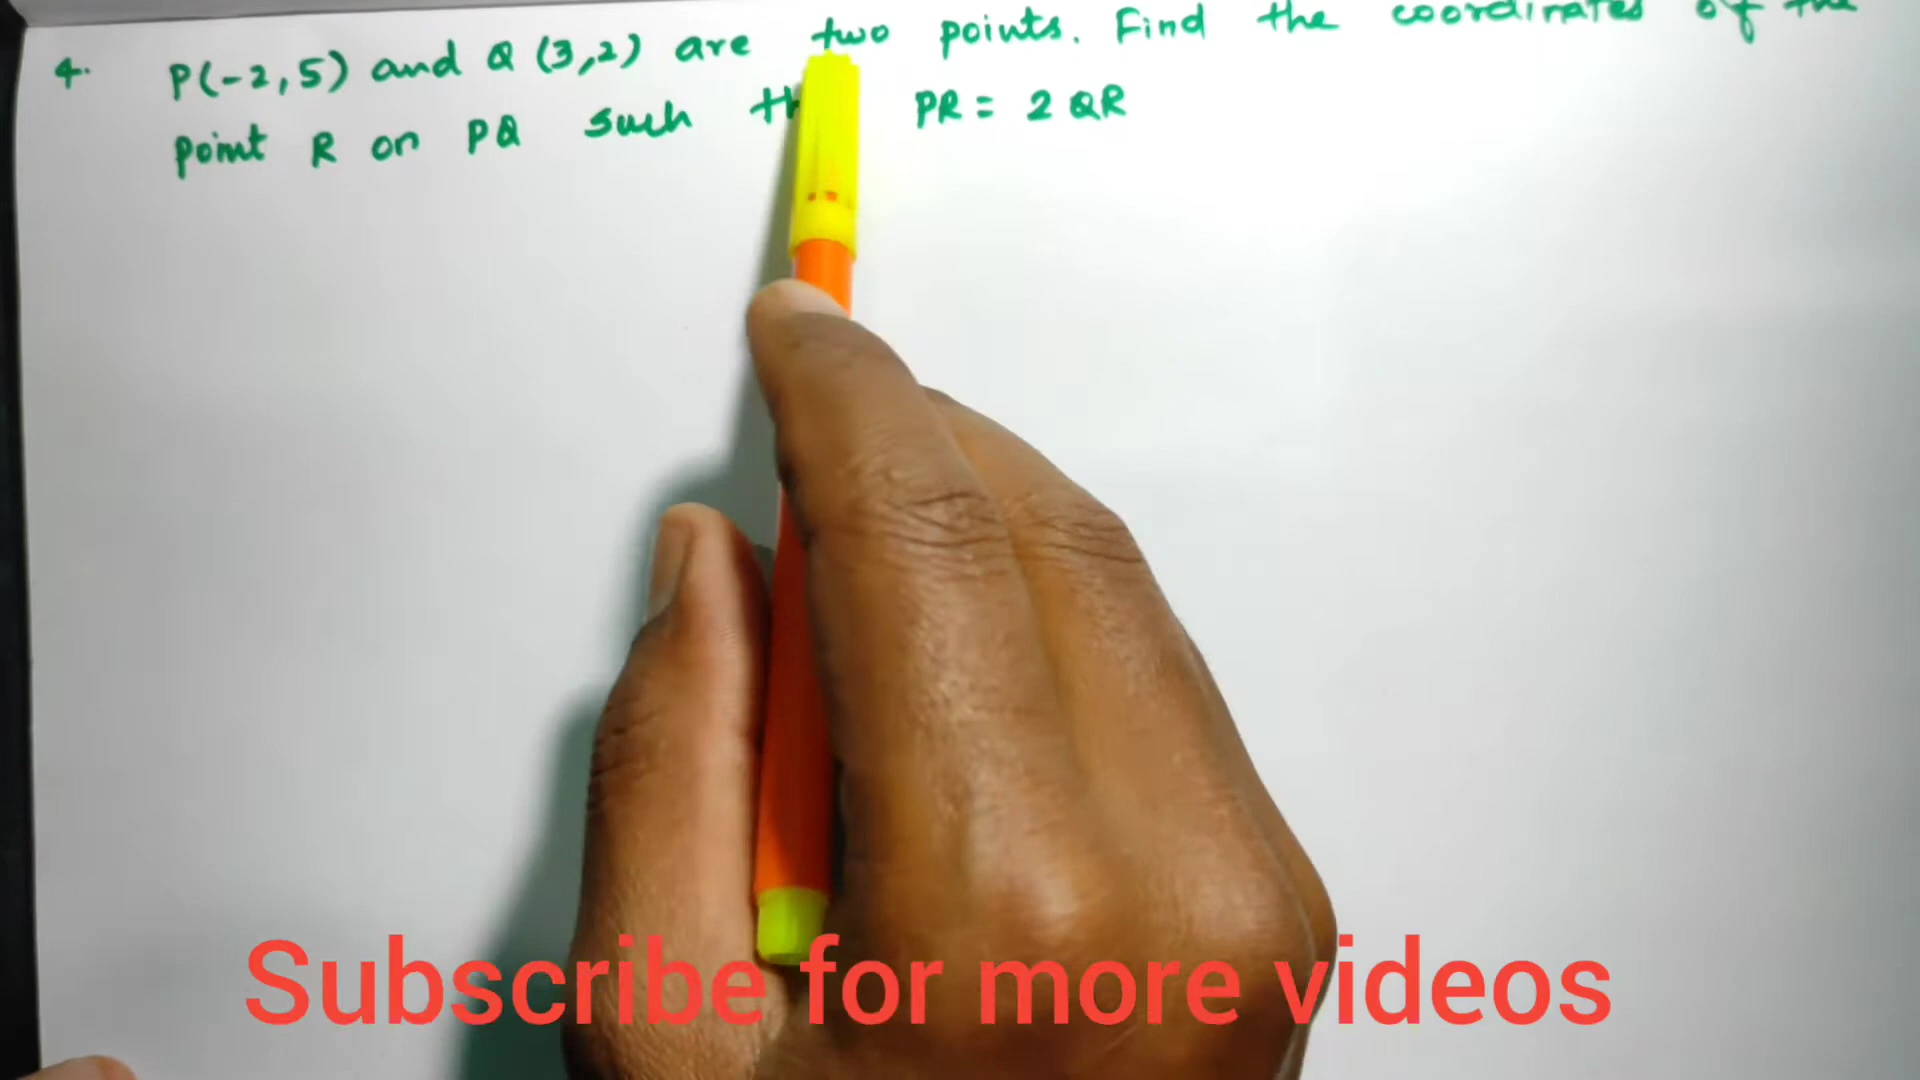 4. P(-2,5) and Q (3,2) are two points. Find the coordinates of the
point R on PQ such PR = 2 QR
Subscribe for more videos